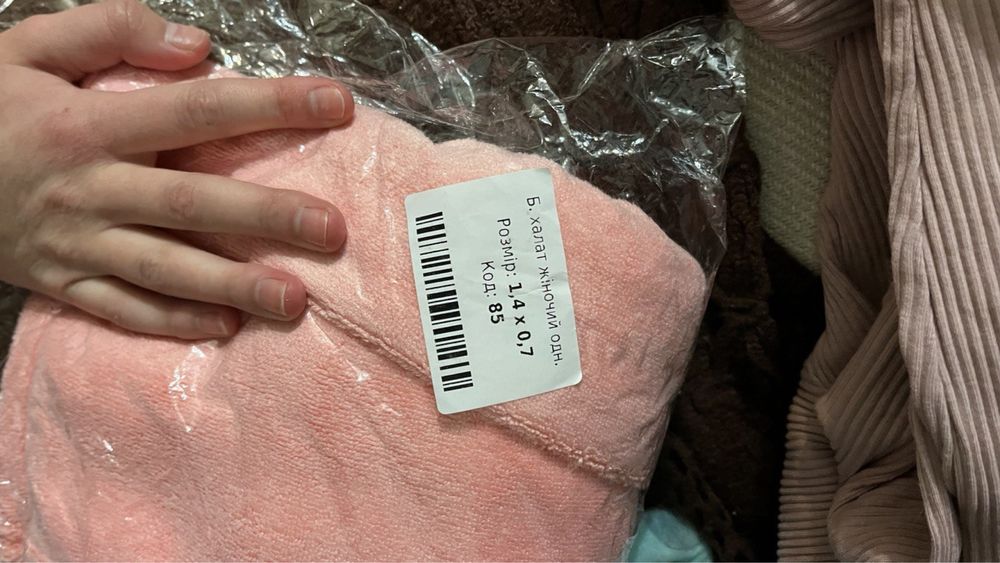 Б. халат жіночий одн.
Розмір: 1,4 x 0,7
Код: 85